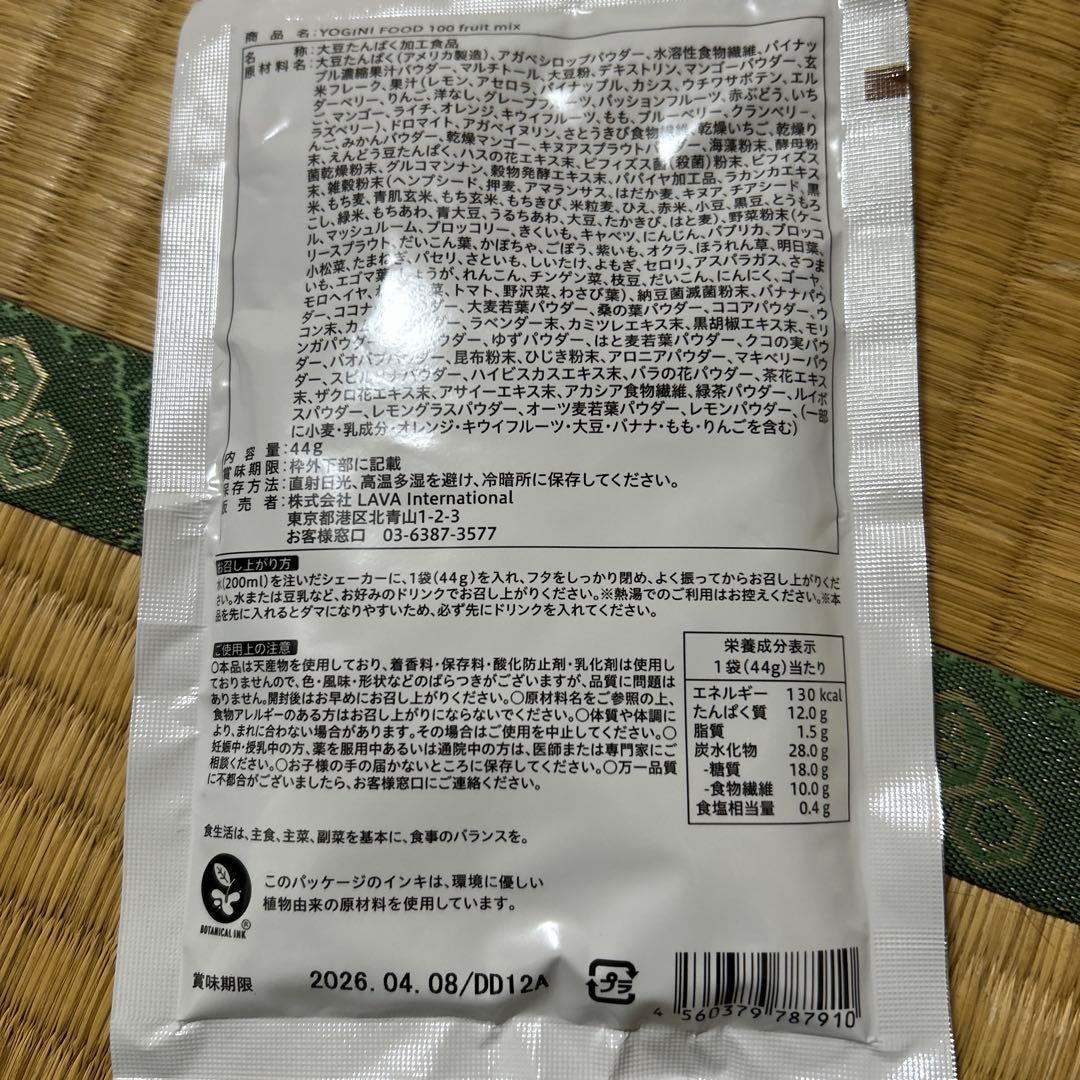 商品名:YOGINI FOOD 100 fruit mix
名称:大豆たんぱく加工食品
原材料名:大豆たんぱく(アメリカ製造)、アガベシロップパウダー、水溶性食物繊維、パイナッ
プル濃縮果汁パウダー、マルチトール、大豆粉、デキストリン、マンゴーパウダー、玄
米フレーク、果汁(レモン、アセロラ、パイナップル、カシス、ウチワサボテン、エル
ダーベリー、りんご、洋なし、グレープフルーツ、パッションフルーツ、赤ぶどう、いち
ご、マンゴー、ライチ、オレンジ、キウイフルーツ、もも、ブルーベリー、クランベリー、
ラズベリー)、ドロマイト、アガベイヌリン、さとうきび食物繊維、乾燥いちご、乾燥り
んご、みかんパウダー、乾燥マンゴー、キヌアスプラウトパウダー、海藻粉末、酵母粉
末、えんどう豆たんぱく、ハスの花エキス末、ビフィズス菌(殺菌)粉末、ビフィズス
菌乾燥粉末、グルコマンナン、穀物発酵エキス末、パパイヤ加工品、ラカンカエキス
末、雑穀粉末(ヘンプシード、押麦、アマランサス、はだか麦、キヌア、チアシード、黒
米、もち麦、青肌玄米、もち玄米、もちきび、米粒麦、ひえ、赤米、小豆、黒豆、とうもろ
こし、緑米、もちあわ、青大豆、うるちあわ、大豆、たかきび、はと麦)、野菜粉末(ケー
ル、マッシュルーム、ブロッコリー、きくいも、キャベツ、にんじん、パプリカ、ブロッコ
リースプラウト、だいこん葉、かぼちゃ、ごぼう、紫いも、オクラ、ほうれん草、明日葉、
小松菜、たまねぎ、パセリ、さといも、しいたけ、よもぎ、セロリ、アスパラガス、さつま
いも、エゴマ葉、しょうが、れんこん、チンゲン菜、枝豆、だいこん、にんにく、ゴーヤ、
モロヘイヤ、菜、トマト、野沢菜、わさび葉)、納豆菌滅菌粉末、バナナパウ
ダー、ココナダー、大麦若葉パウダー、桑の葉パウダー、ココアパウダー、ウ
コン末、カム、ラベンダー末、カミツレエキス末、黒胡椒エキス末、モリ
ンガパウダウダー、ゆずパウダー、はと麦若葉パウダー、クコの実パウ
ダー、バオバブパウダー、昆布粉末、ひじき粉末、アロニアパウダー、マキベリーパウ
ダー、スピルリナパウダー、ハイビスカスエキス末、バラの花パウダー、茶花エキス
末、ザクロ花エキス末、アサイーエキス末、アカシア食物繊維、緑茶パウダー、ルイボ
スパウダー、レモングラスパウダー、オーツ麦若葉パウダー、レモンパウダー、(一部
に小麦・乳成分・オレンジ・キウイフルーツ・大豆・バナナ・もも・りんごを含む)
内容量:44g
賞味期限:枠外下部に記載
保存方法:直射日光、高温多湿を避け、冷暗所に保存してください。
販売者:株式会社 LAVA International
東京都港区北青山1-2-3
お客様窓口 03-6387-3577
お召し上がり方
水(200ml)を注いだシェーカーに、1袋(44g)を入れ、フタをしっかり閉め、よく振ってからお召し上がりくだ
さい。水または豆乳など、お好みのドリンクでお召し上がりください。※熱湯でのご利用はお控えください。※本
品を先に入れるとダマになりやすいため、必ず先にドリンクを入れてください。
ご使用上の注意
○本品は天産物を使用しており、着香料・保存料・酸化防止剤・乳化剤は使用し
ておりませんので、色・風味・形状などのばらつきがございますが、品質に問題は
ありません。開封後はお早めにお召し上がりください。○原材料名をご参照の上、
食物アレルギーのある方はお召し上がりにならないでください。○体質や体調に
より、まれに合わない場合があります。その場合はご使用を中止してください。○
妊娠中・授乳中の方、薬を服用中あるいは通院中の方は、医師または専門家にご
相談ください。○お子様の手の届かないところに保存してください。○万一品質
に不都合がございましたら、お客様窓口にご連絡ください。
栄養成分表示
1袋(44g)当たり
エネルギー 130 kcal
たんぱく質 12.0 g
脂質 1.5 g
炭水化物 28.0 g
-糖質 18.0 g
-食物繊維 10.0 g
食塩相当量 0.4 g
食生活は、主食、主菜、副菜を基本に、食事のバランスを。
このパッケージのインキは、環境に優しい
植物由来の原材料を使用しています。
BOTANICAL INK®
賞味期限 2026.04.08/DD12A
プラ
4 560379 787910